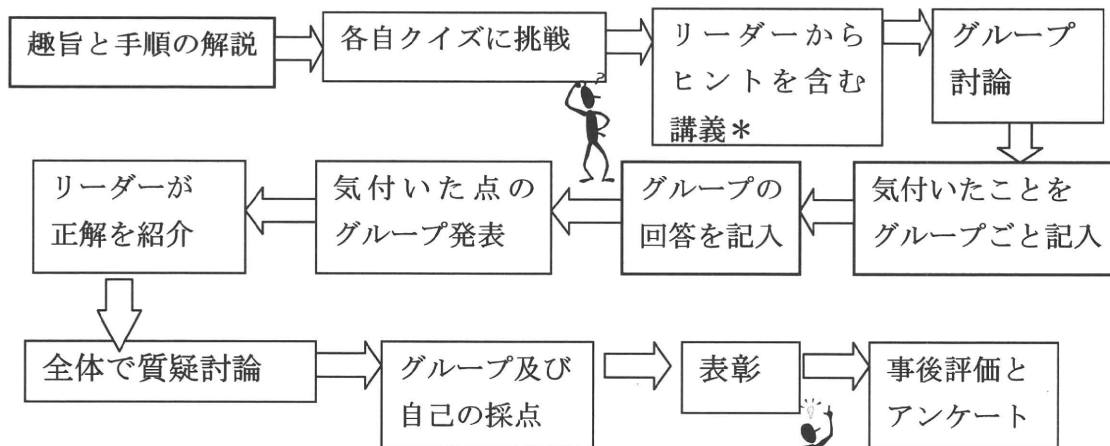 趣旨と手順の解説
各自クイズに挑戦
リーダーから
ヒントを含む
講義＊
グループ
討論
気付いたことを
グループごと記入
グループの
回答を記入
気付いた点の
グループ発表
リーダーが
正解を紹介
全体で質疑討論
グループ及び
自己の採点
表彰
事後評価と
アンケート
?